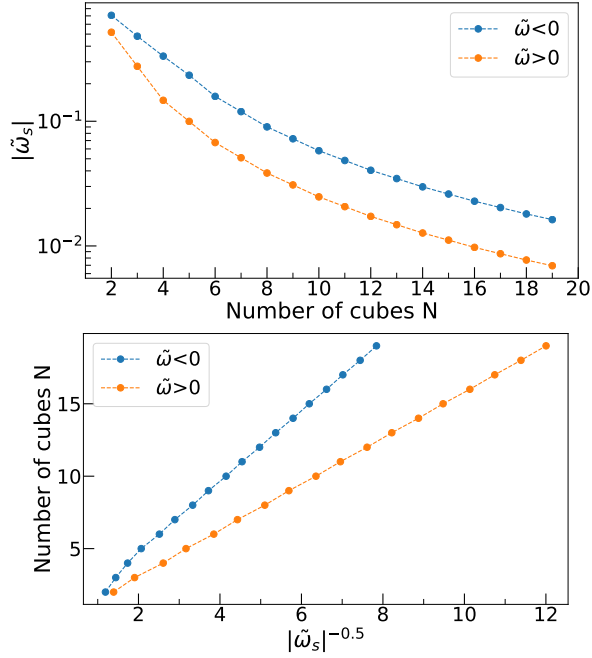 ω̃<0
ω̃>0
10⁻¹
10⁻²
|ω̃ₛ|
2 4 6 8 10 12 14 16 18 20
Number of cubes N
ω̃<0
ω̃>0
15
10
5
Number of cubes N
2 4 6 8 10 12
|ω̃ₛ|⁻⁰·⁵